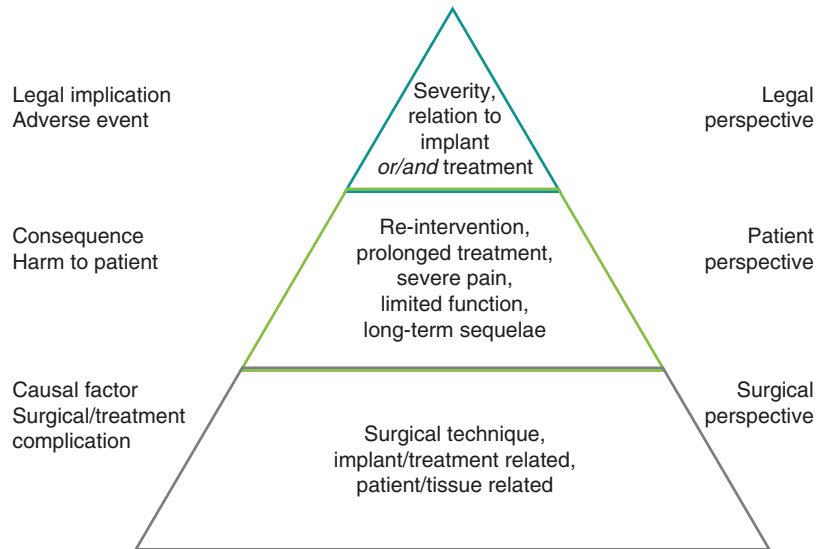 Legal implication
Adverse event
Severity,
relation to
implant
or/and treatment
Legal
perspective
Consequence
Harm to patient
Re-intervention,
prolonged treatment,
severe pain,
limited function,
long-term sequelae
Patient
perspective
Causal factor
Surgical/treatment
complication
Surgical technique,
implant/treatment related,
patient/tissue related
Surgical
perspective